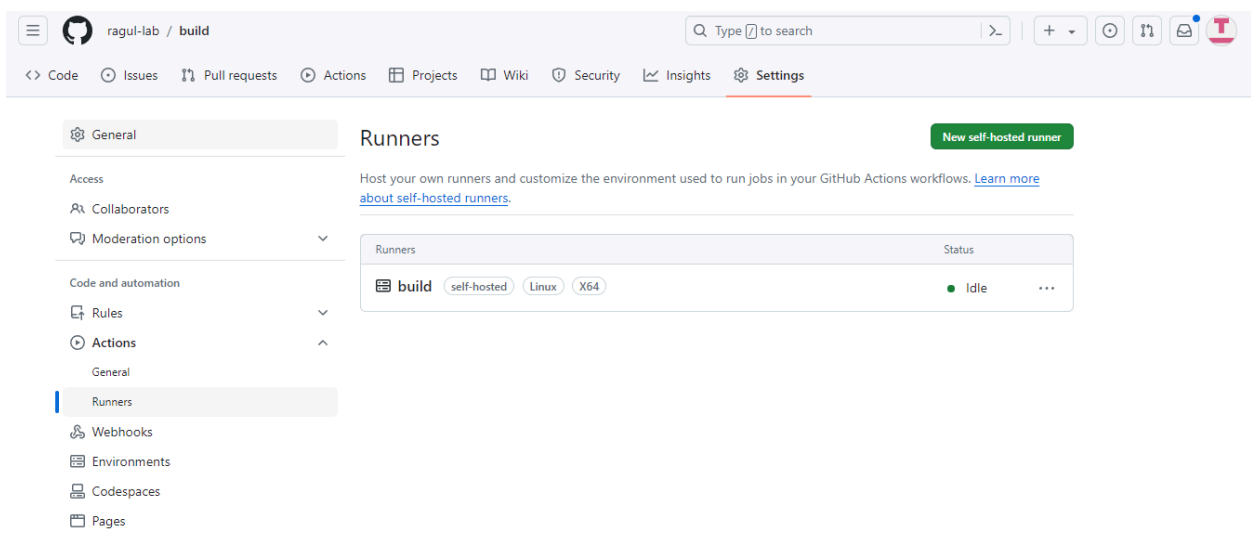 ragul-lab / build
Type / to search
Code Issues Pull requests Actions Projects Wiki Security Insights Settings
General
Access
Collaborators
Moderation options
Code and automation
Rules
Actions
General
Runners
Webhooks
Environments
Codespaces
Pages
Runners
New self-hosted runner
Host your own runners and customize the environment used to run jobs in your GitHub Actions workflows. Learn more
about self-hosted runners.
Runners Status
build self-hosted Linux X64 Idle